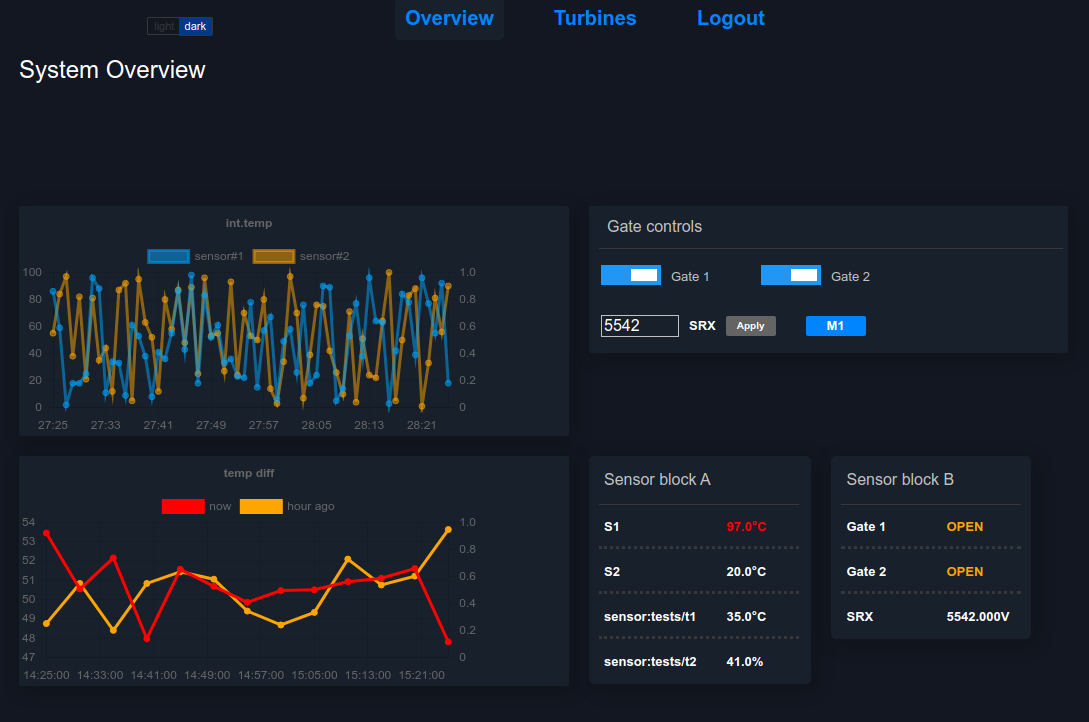 light dark
Overview Turbines Logout
System Overview
int.temp
sensor#1 sensor#2
100 1.0
80 0.8
60 0.6
40 0.4
20 0.2
0 0
27:25 27:33 27:41 27:49 27:57 28:05 28:13 28:21
Gate controls
Gate 1 Gate 2
5542 SRX Apply M1
temp diff
now hour ago
54 1.0
53
52 0.8
51 0.6
50
49 0.4
48 0.2
47 0
14:25:00 14:33:00 14:41:00 14:49:00 14:57:00 15:05:00 15:13:00 15:21:00
Sensor block A
S1 97.0°C
S2 20.0°C
sensor:tests/t1 35.0°C
sensor:tests/t2 41.0%
Sensor block B
Gate 1 OPEN
Gate 2 OPEN
SRX 5542.000V